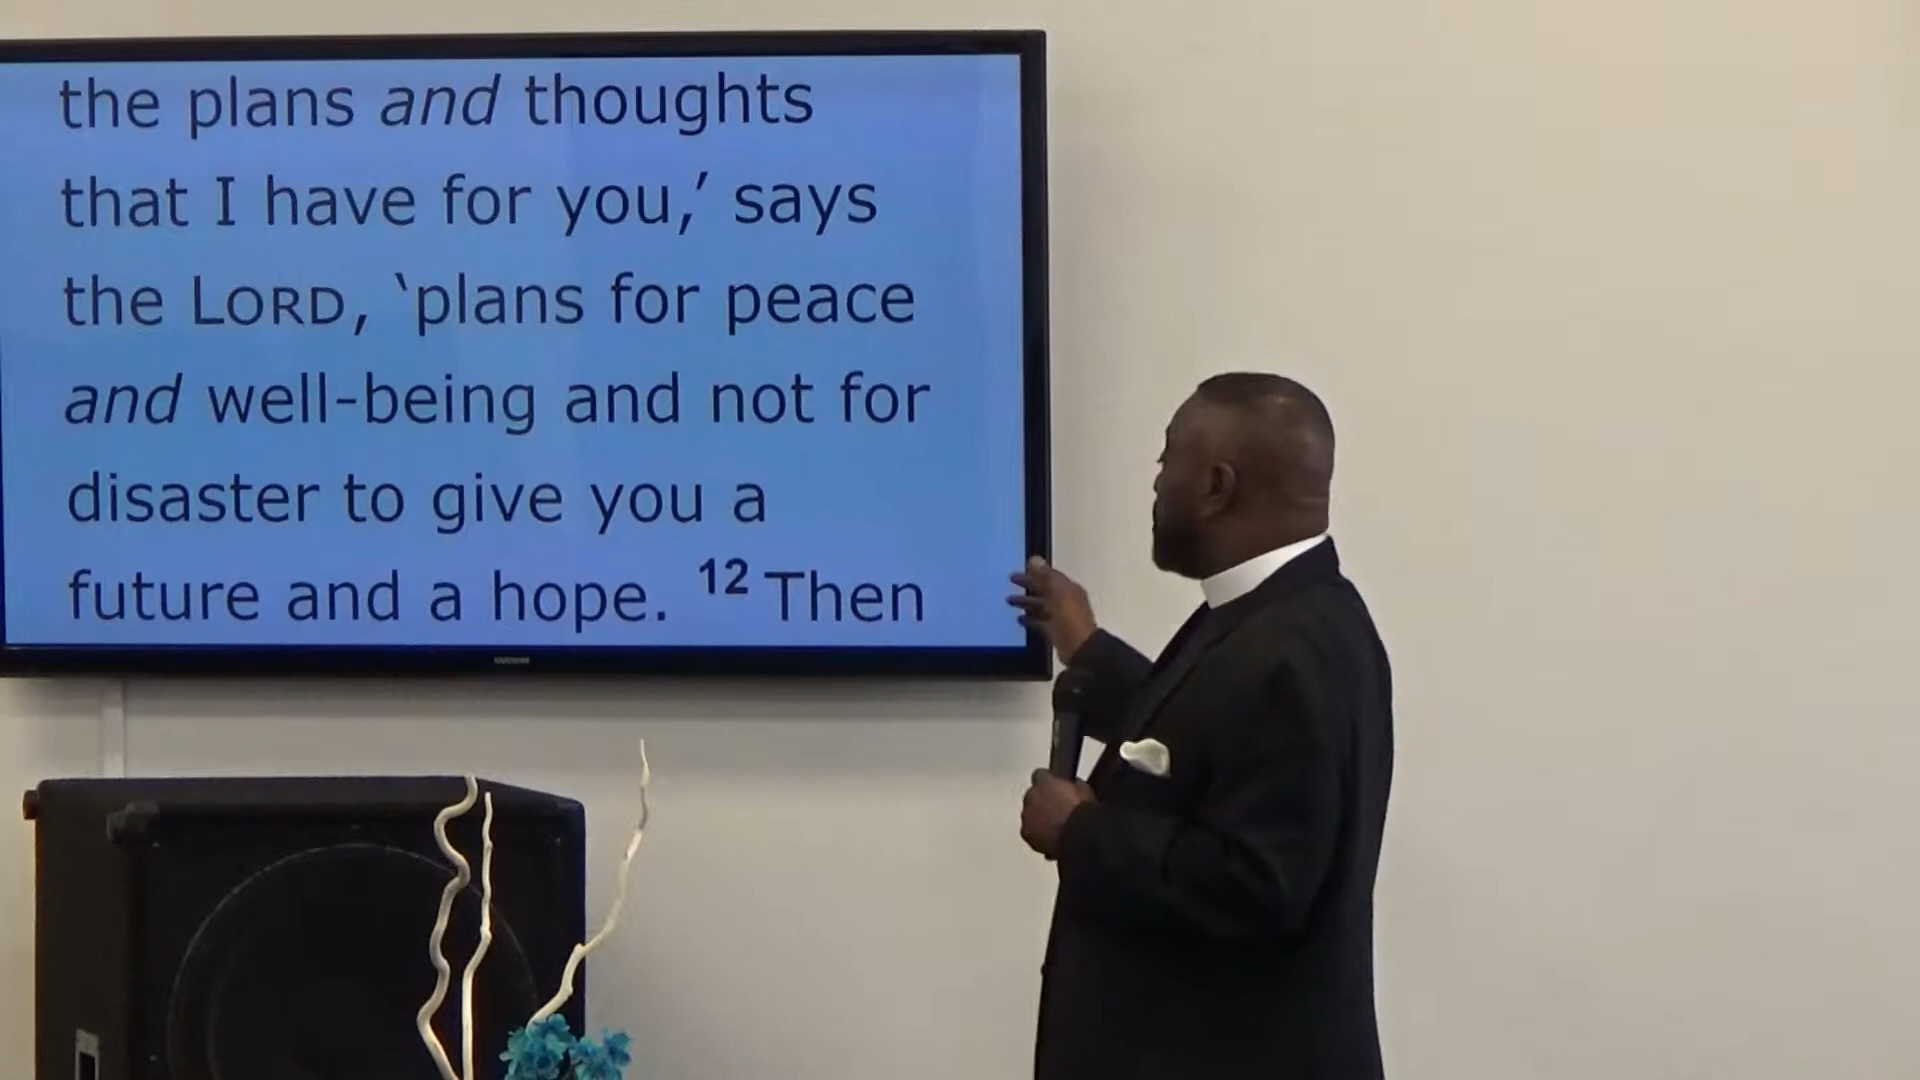 the plans and thoughts
that I have for you,’ says
the LORD, ‘plans for peace
and well-being and not for
disaster to give you a
future and a hope. 12 Then
SAMSUNG